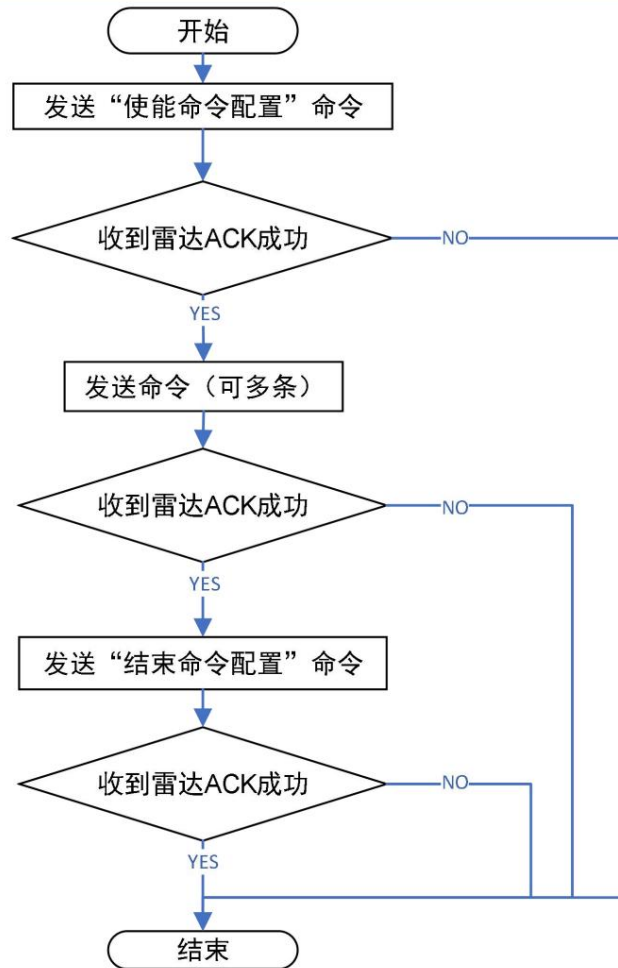 开始
发送“使能命令配置”命令
收到雷达ACK成功
NO
YES
发送命令（可多条）
收到雷达ACK成功
NO
YES
发送“结束命令配置”命令
收到雷达ACK成功
NO
YES
结束